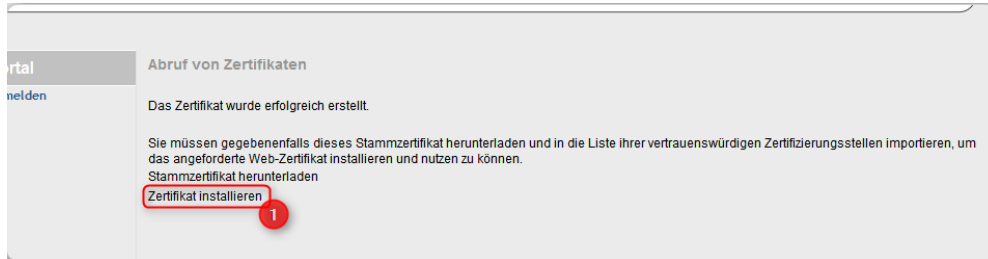 rtal
melden
Abruf von Zertifikaten
Das Zertifikat wurde erfolgreich erstellt.
Sie müssen gegebenenfalls dieses Stammzertifikat herunterladen und in die Liste ihrer vertrauenswürdigen Zertifizierungsstellen importieren, um
das angeforderte Web-Zertifikat installieren und nutzen zu können.
Stammzertifikat herunterladen
Zertifikat installieren
1